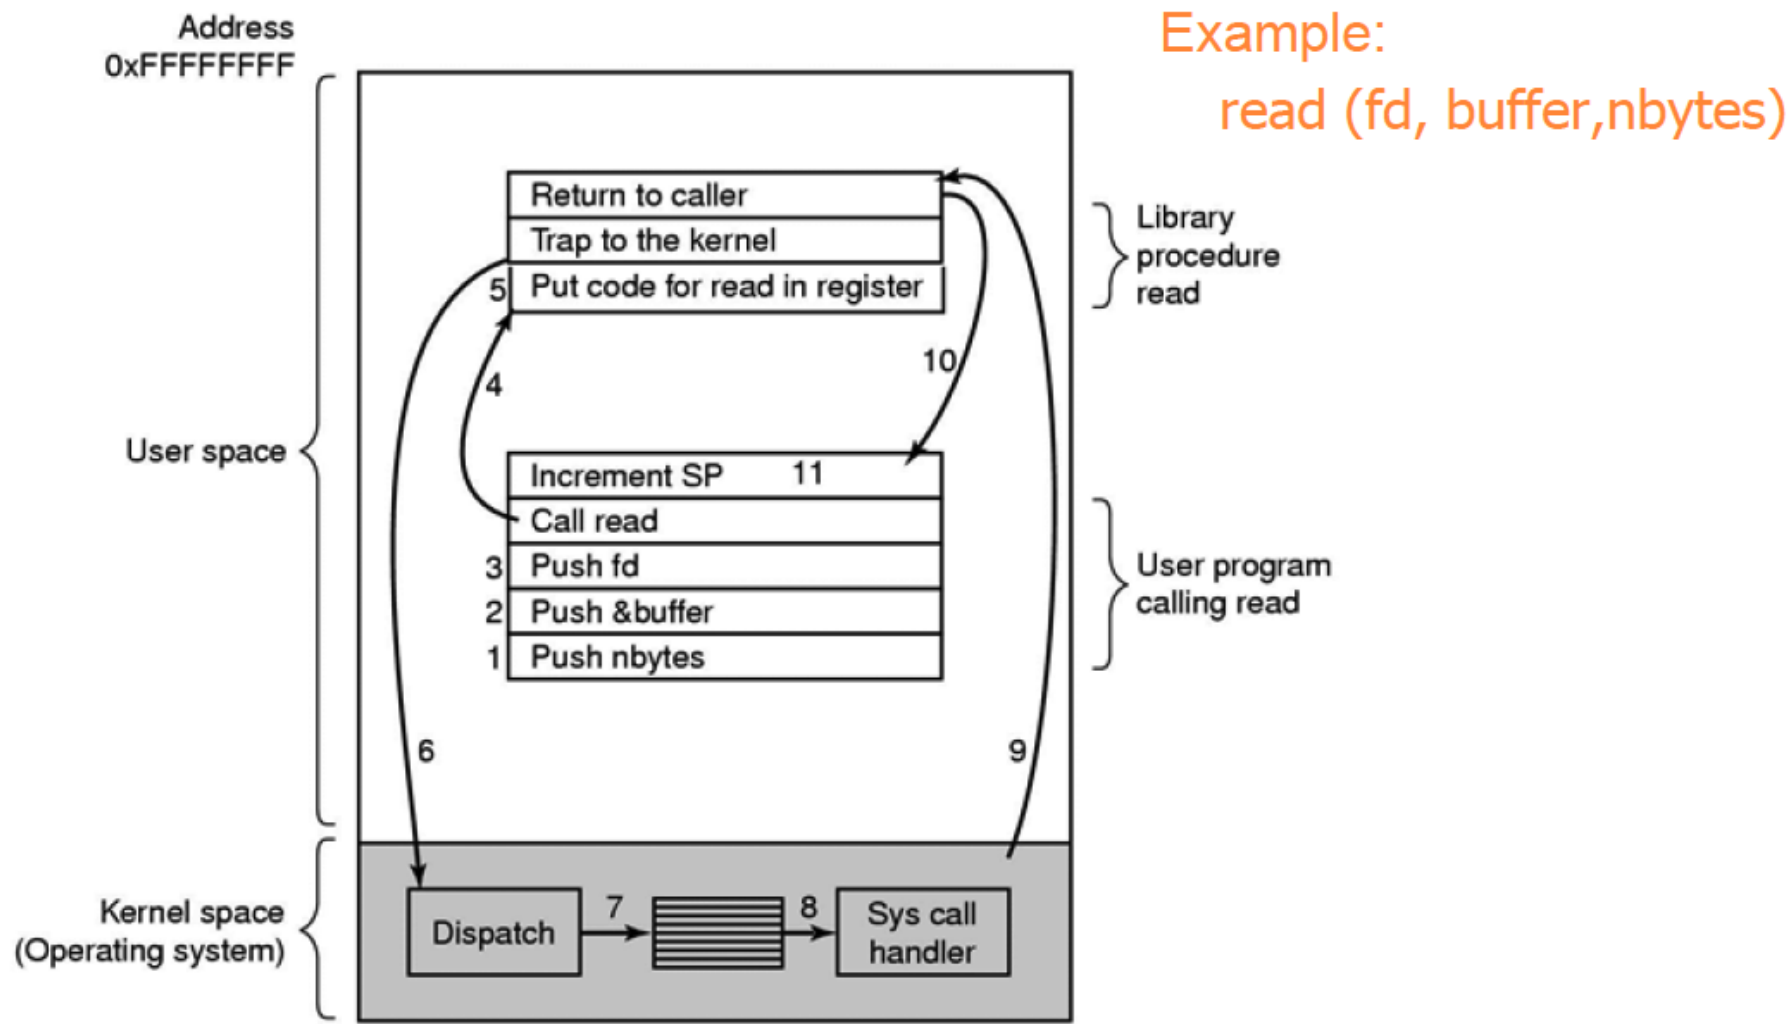 Address
0xFFFFFFFF
Example:
read (fd, buffer,nbytes)
Return to caller
Trap to the kernel
5 Put code for read in register
Library
procedure
read
4
10
User space
Increment SP 11
Call read
3 Push fd
2 Push &buffer
1 Push nbytes
User program
calling read
6
9
Kernel space
(Operating system)
Dispatch
7
8
Sys call
handler